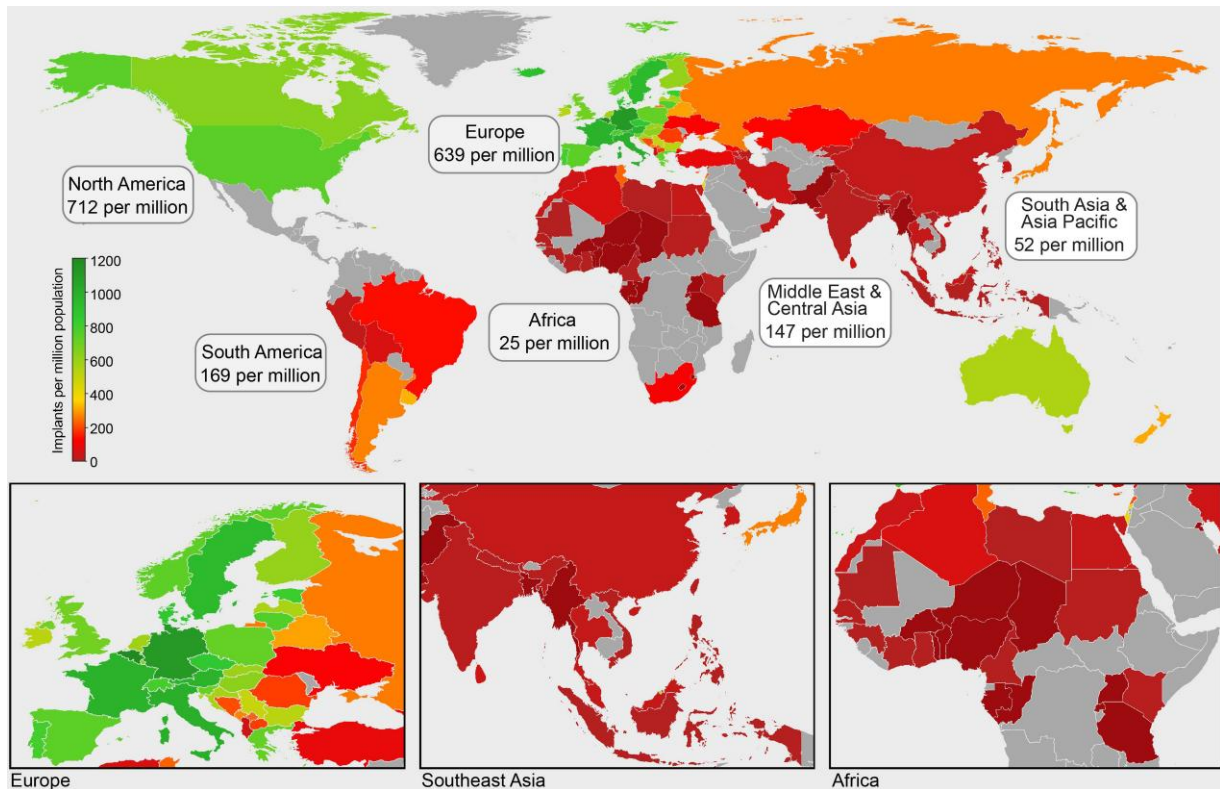 Europe
639 per million
North America
712 per million
South Asia &
Asia Pacific
52 per million
Middle East &
Central Asia
147 per million
Africa
25 per million
South America
169 per million
Implants per million population
1200
1000
800
600
400
200
0
Europe
Southeast Asia
Africa